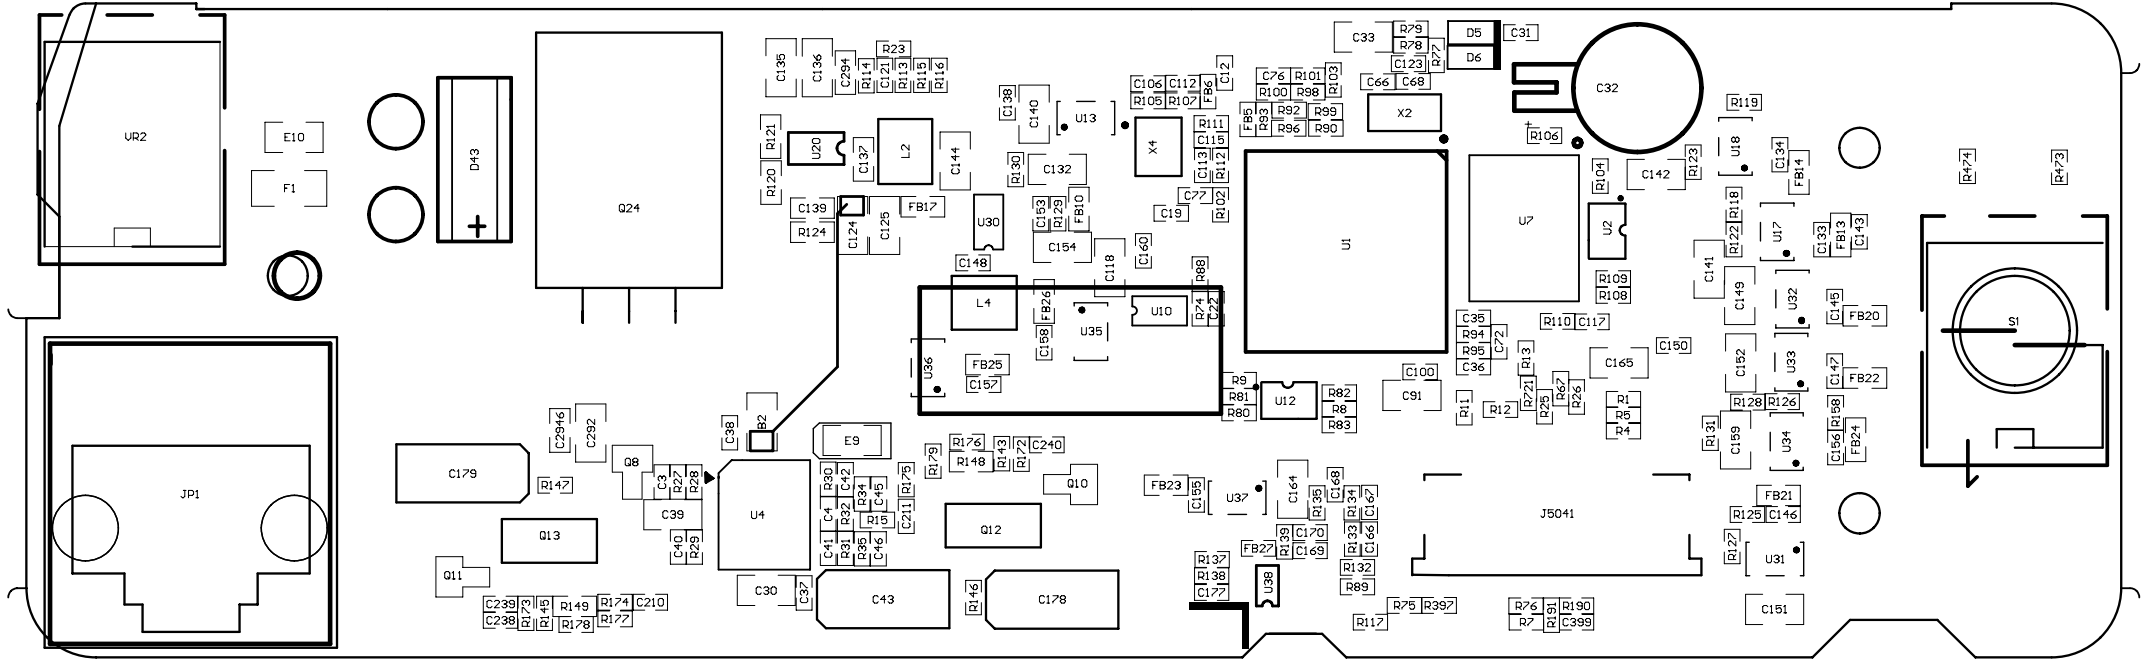 VR2
E10
F1
D43
+
Q24
C135
C136
C294
R114
R23
C121
R113
R115
R116
R121
R120
U20
C137
L2
C144
C139
R124
C124
C125
FB17
C138
C140
U13
R130
C132
U30
C153
R129
FB10
C154
C148
C118
C160
C106
C112
R105
R107
FB6
C12
X4
R111
C115
C113
R112
C77
R102
C19
C76
R101
R100
R98
R103
FB5
R93
R92
R99
R96
R90
C33
R79
R78
R77
C123
D5
D6
C31
C66
C68
X2
C32
+
R106
U1
U7
R104
C142
R123
U2
R109
R108
R110
C117
R119
U18
C134
FB14
R118
R122
U17
C133
FB13
C143
R474
R473
C141
C149
U32
C145
FB20
C150
C165
C152
U33
C147
FB22
R128
R126
R158
R131
C159
U34
C156
FB24
S1
L4
FB26
C158
U35
U10
R88
R74
C22
U36
FB25
C157
R9
R81
R80
U12
R82
R8
R83
C35
R94
R95
C36
C72
C100
C91
R11
R12
R13
R721
R25
R67
R26
R1
R5
R4
JP1
C2946
C292
C38
B2
E9
C179
R147
Q8
C3
R27
R28
C39
C40
R29
Q13
Q11
C239
C238
R173
R145
R149
R178
R174
R177
C210
U4
C30
C37
R30
C42
R34
C45
C4
R32
R15
C41
R31
R35
C46
R175
C211
R179
R176
R148
R143
R172
C240
Q10
Q12
C43
R146
C178
FB23
C155
U37
C164
C168
R135
R134
C167
R139
C170
C169
R133
C166
FB27
R137
R138
C177
U38
R132
R89
R117
R75
R397
J5041
R76
R7
R191
R190
C399
FB21
R125
C146
R127
U31
C151